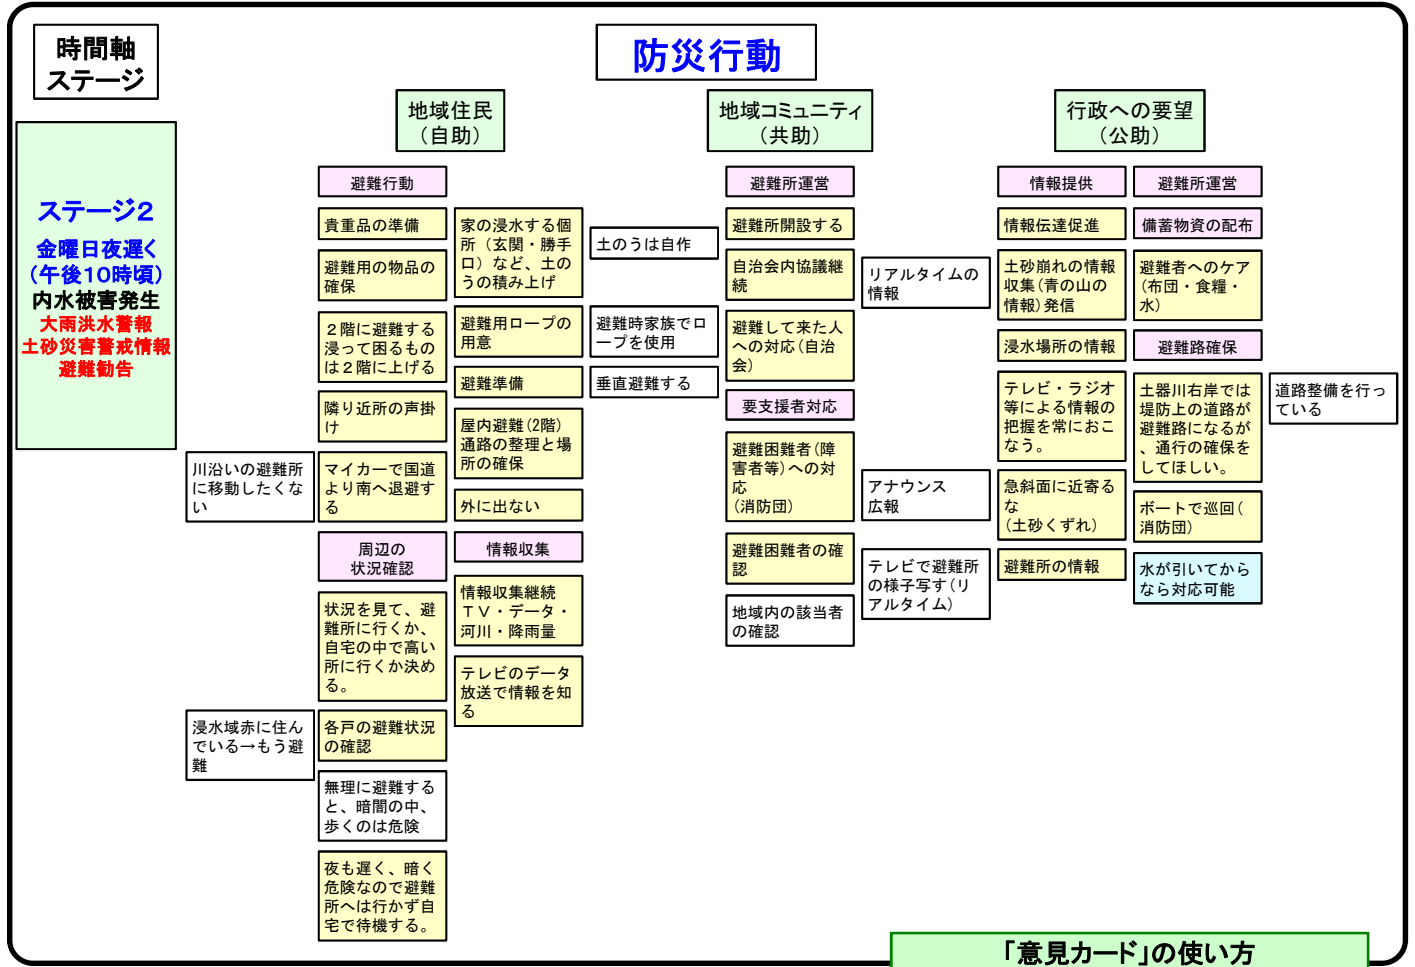 時間軸
ステージ
防災行動
地域住民
（自助）
地域コミュニティ
（共助）
行政への要望
（公助）
ステージ２
金曜日夜遅く
（午後１０時頃）
内水被害発生
大雨洪水警報
土砂災害警戒情報
避難勧告
避難行動
貴重品の準備
避難用の物品の
確保
２階に避難する
浸って困るもの
は２階に上げる
隣り近所の声掛
け
川沿いの避難所
に移動したくな
い
マイカーで国道
より南へ退避す
る
周辺の
状況確認
状況を見て、避
難所に行くか、
自宅の中で高い
所に行くか決め
る。
浸水域赤に住ん
でいる→もう避
難
各戸の避難状況
の確認
無理に避難する
と、暗闇の中、
歩くのは危険
夜も遅く、暗く
危険なので避難
所へは行かず自
宅で待機する。
家の浸水する個
所（玄関・勝手
口）など、土の
うの積み上げ
土のうは自作
避難用ロープの
用意
避難時家族でロ
ープを使用
避難準備
垂直避難する
屋内避難(2階)
通路の整理と場
所の確保
外に出ない
情報収集
情報収集継続
ＴＶ・データ・
河川・降雨量
テレビのデータ
放送で情報を知
る
避難所運営
避難所開設する
自治会内協議継
続
リアルタイムの
情報
避難して来た人
への対応(自治
会)
要支援者対応
避難困難者(障
害者等)への対
応
(消防団)
アナウンス
広報
避難困難者の確
認
テレビで避難所
の様子写す(リ
アルタイム)
地域内の該当者
の確認
情報提供
情報伝達促進
土砂崩れの情報
収集(青の山の
情報)発信
浸水場所の情報
テレビ・ラジオ
等による情報の
把握を常におこ
なう。
急斜面に近寄る
な
(土砂くずれ)
避難所の情報
避難所運営
備蓄物資の配布
避難者へのケア
(布団・食糧・
水)
避難路確保
土器川右岸では
堤防上の道路が
避難路になるが
、通行の確保を
してほしい。
道路整備を行っ
ている
ボートで巡回(
消防団)
水が引いてから
なら対応可能
「意見カード」の使い方